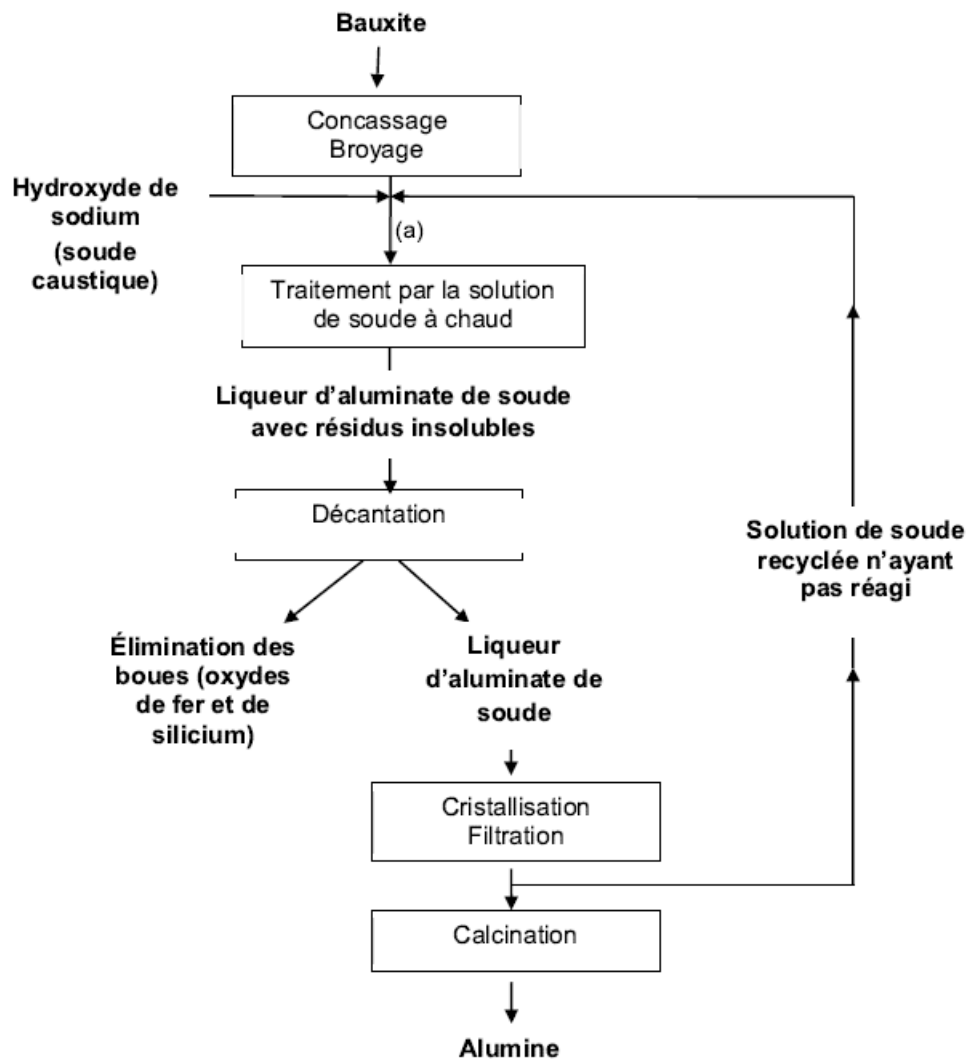 Bauxite
Concassage
Broyage
Hydroxyde de
sodium
(soude
caustique)
(a)
Traitement par la solution
de soude à chaud
Liqueur d’aluminate de soude
avec résidus insolubles
Décantation
Solution de soude
recyclée n’ayant
pas réagi
Élimination des
boues (oxydes
de fer et de
silicium)
Liqueur
d’aluminate de
soude
Cristallisation
Filtration
Calcination
Alumine